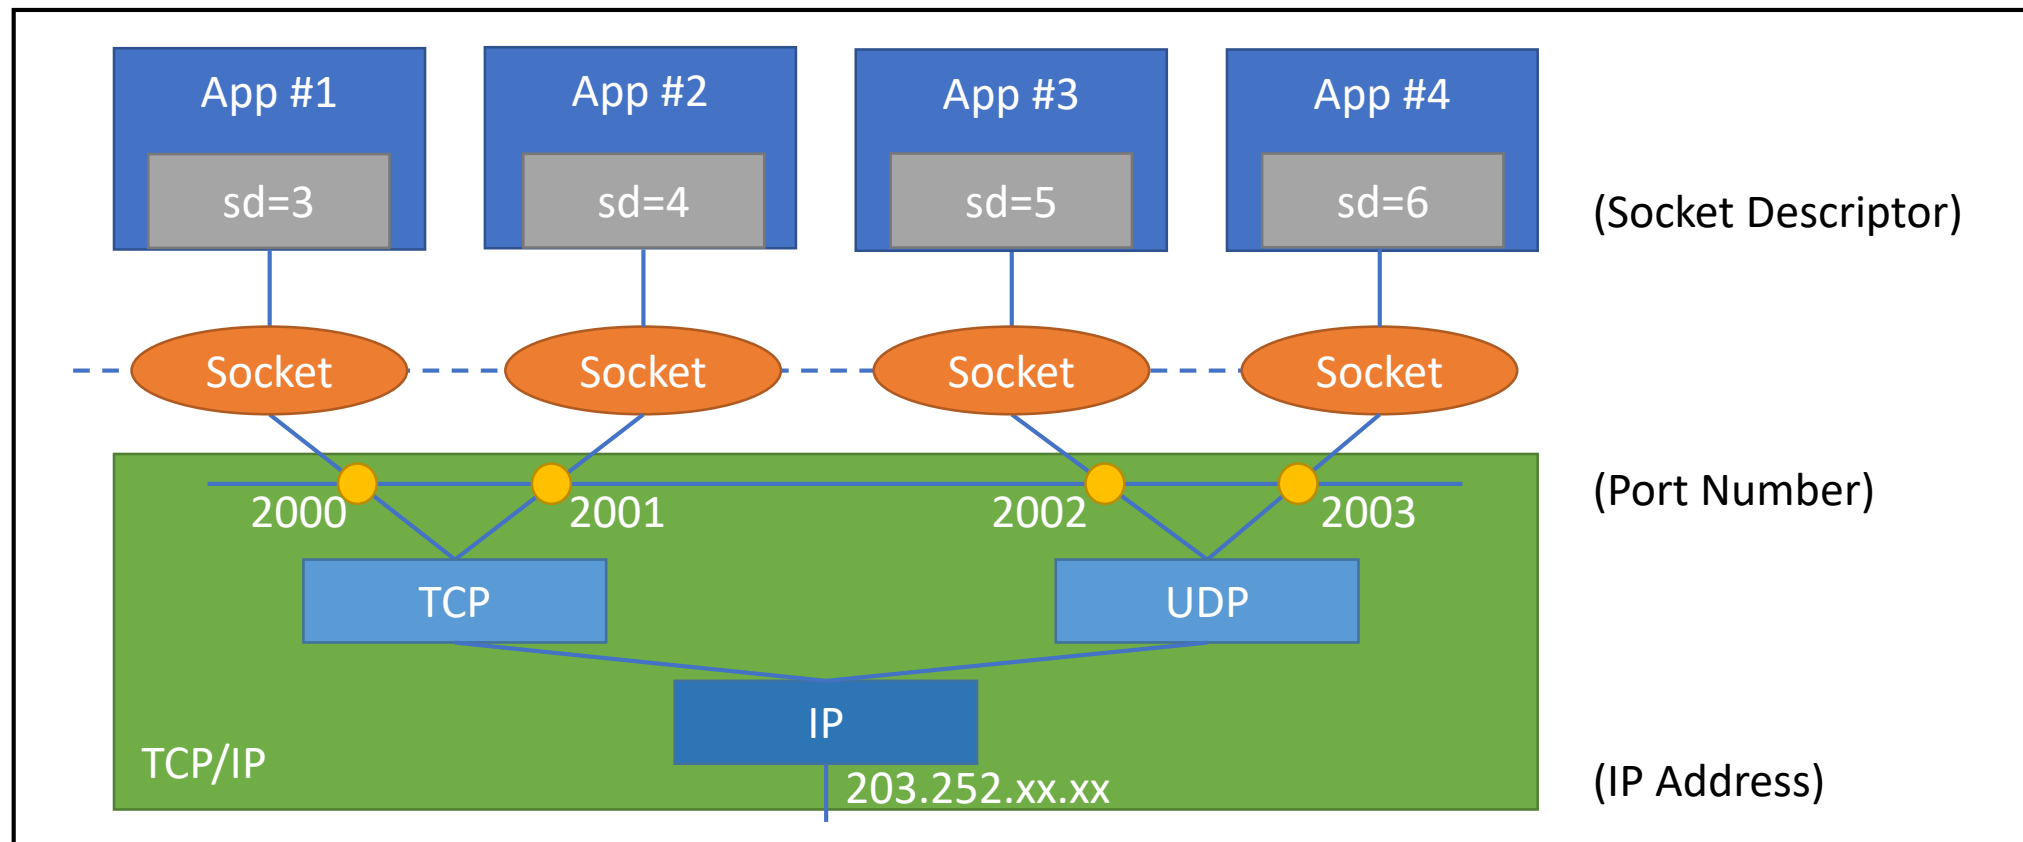 App #1
App #2
App #3
App #4
sd=3
sd=4
sd=5
sd=6
(Socket Descriptor)
Socket
Socket
Socket
Socket
2000
2001
2002
2003
(Port Number)
TCP
UDP
IP
TCP/IP
203.252.xx.xx
(IP Address)